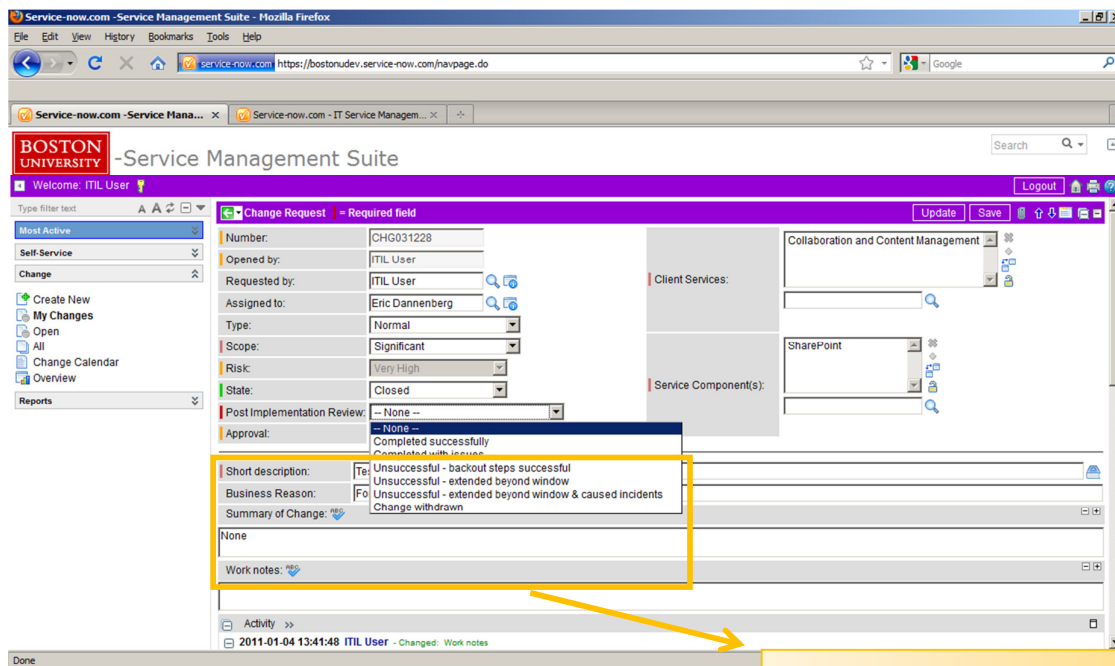 Service-now.com -Service Management Suite - Mozilla Firefox
File Edit View History Bookmarks Tools Help
service-now.com https://bostonudev.service-now.com/navpage.do
Google
Service-now.com -Service Mana...
Service-now.com - IT Service Managem...
BOSTON
UNIVERSITY
-Service Management Suite
Search
Welcome: ITIL User
Logout
Type filter text
A A
Change Request = Required field
Update Save
Most Active
Self-Service
Change
Create New
My Changes
Open
All
Change Calendar
Overview
Reports
Number: CHG031228
Opened by: ITIL User
Requested by: ITIL User
Assigned to: Eric Dannenberg
Type: Normal
Scope: Significant
Risk: Very High
State: Closed
Post Implementation Review: -- None --
Approval:
Client Services: Collaboration and Content Management
Service Component(s): SharePoint
-- None --
Completed successfully
Completed with issues
Unsuccessful - backout steps successful
Unsuccessful - extended beyond window
Unsuccessful - extended beyond window & caused incidents
Change withdrawn
Short description: Te
Business Reason: Fo
Summary of Change: ABC
None
Work notes: ABC
Activity >>
2011-01-04 13:41:48 ITIL User - Changed: Work notes
Done